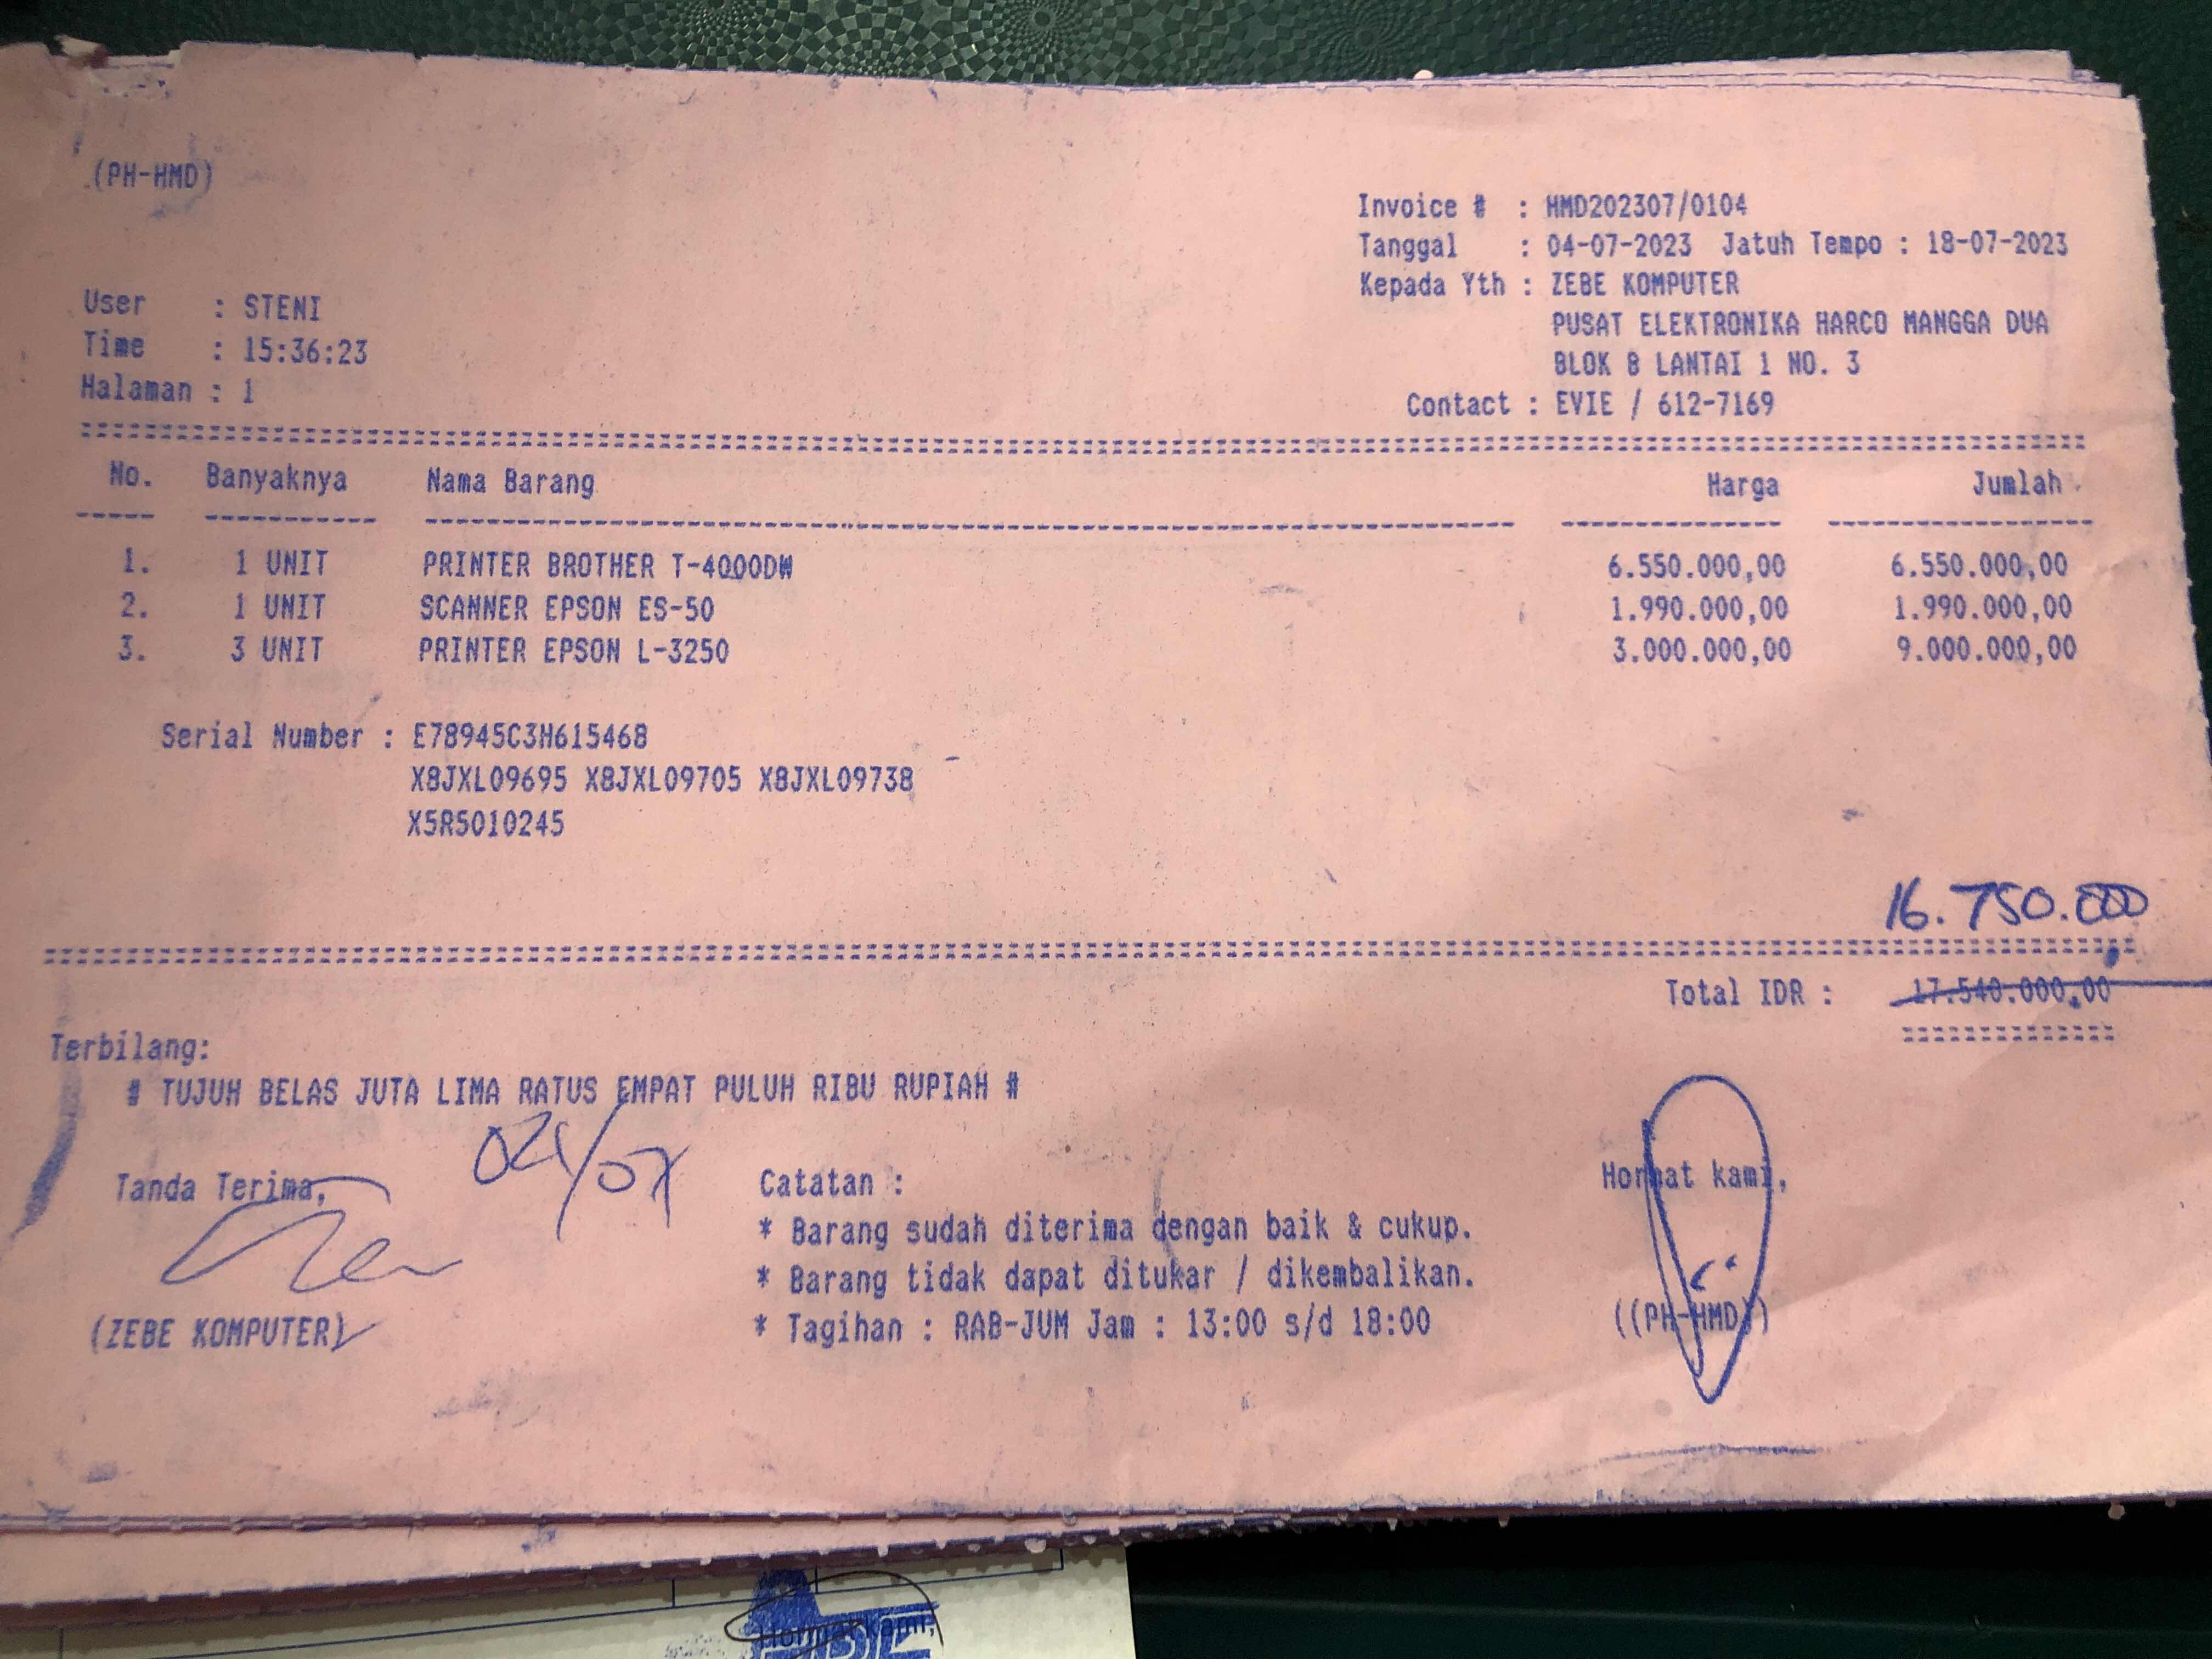 (PH-HMD)
Invoice # : HMD202307/0104
Tanggal : 04-07-2023 Jatuh Tempo : 18-07-2023
Kepada Yth : ZEBE KOMPUTER
PUSAT ELEKTRONIKA HARCO MANGGA DUA
BLOK B LANTAI 1 NO. 3
Contact : EVIE / 612-7169
User : STENI
Time : 15:36:23
Halaman : 1
No. Banyaknya Nama Barang Harga Jumlah
1. 1 UNIT PRINTER BROTHER T-4000DW 6.550.000,00 6.550.000,00
2. 1 UNIT SCANNER EPSON ES-50 1.990.000,00 1.990.000,00
3. 3 UNIT PRINTER EPSON L-3250 3.000.000,00 9.000.000,00
Serial Number : E78945C3H615468
X8JXL09695 X8JXL09705 X8JXL09738
X5R5010245
16.750.000
Total IDR : 17.540.000,00
Terbilang:
# TUJUH BELAS JUTA LIMA RATUS EMPAT PULUH RIBU RUPIAH #
04/07
Tanda Terima,
(ZEBE KOMPUTER)
Catatan :
* Barang sudah diterima dengan baik & cukup.
* Barang tidak dapat ditukar / dikembalikan.
* Tagihan : RAB-JUM Jam : 13:00 s/d 18:00
Hormat kami,
((PH-HMD))
Hormat kami,